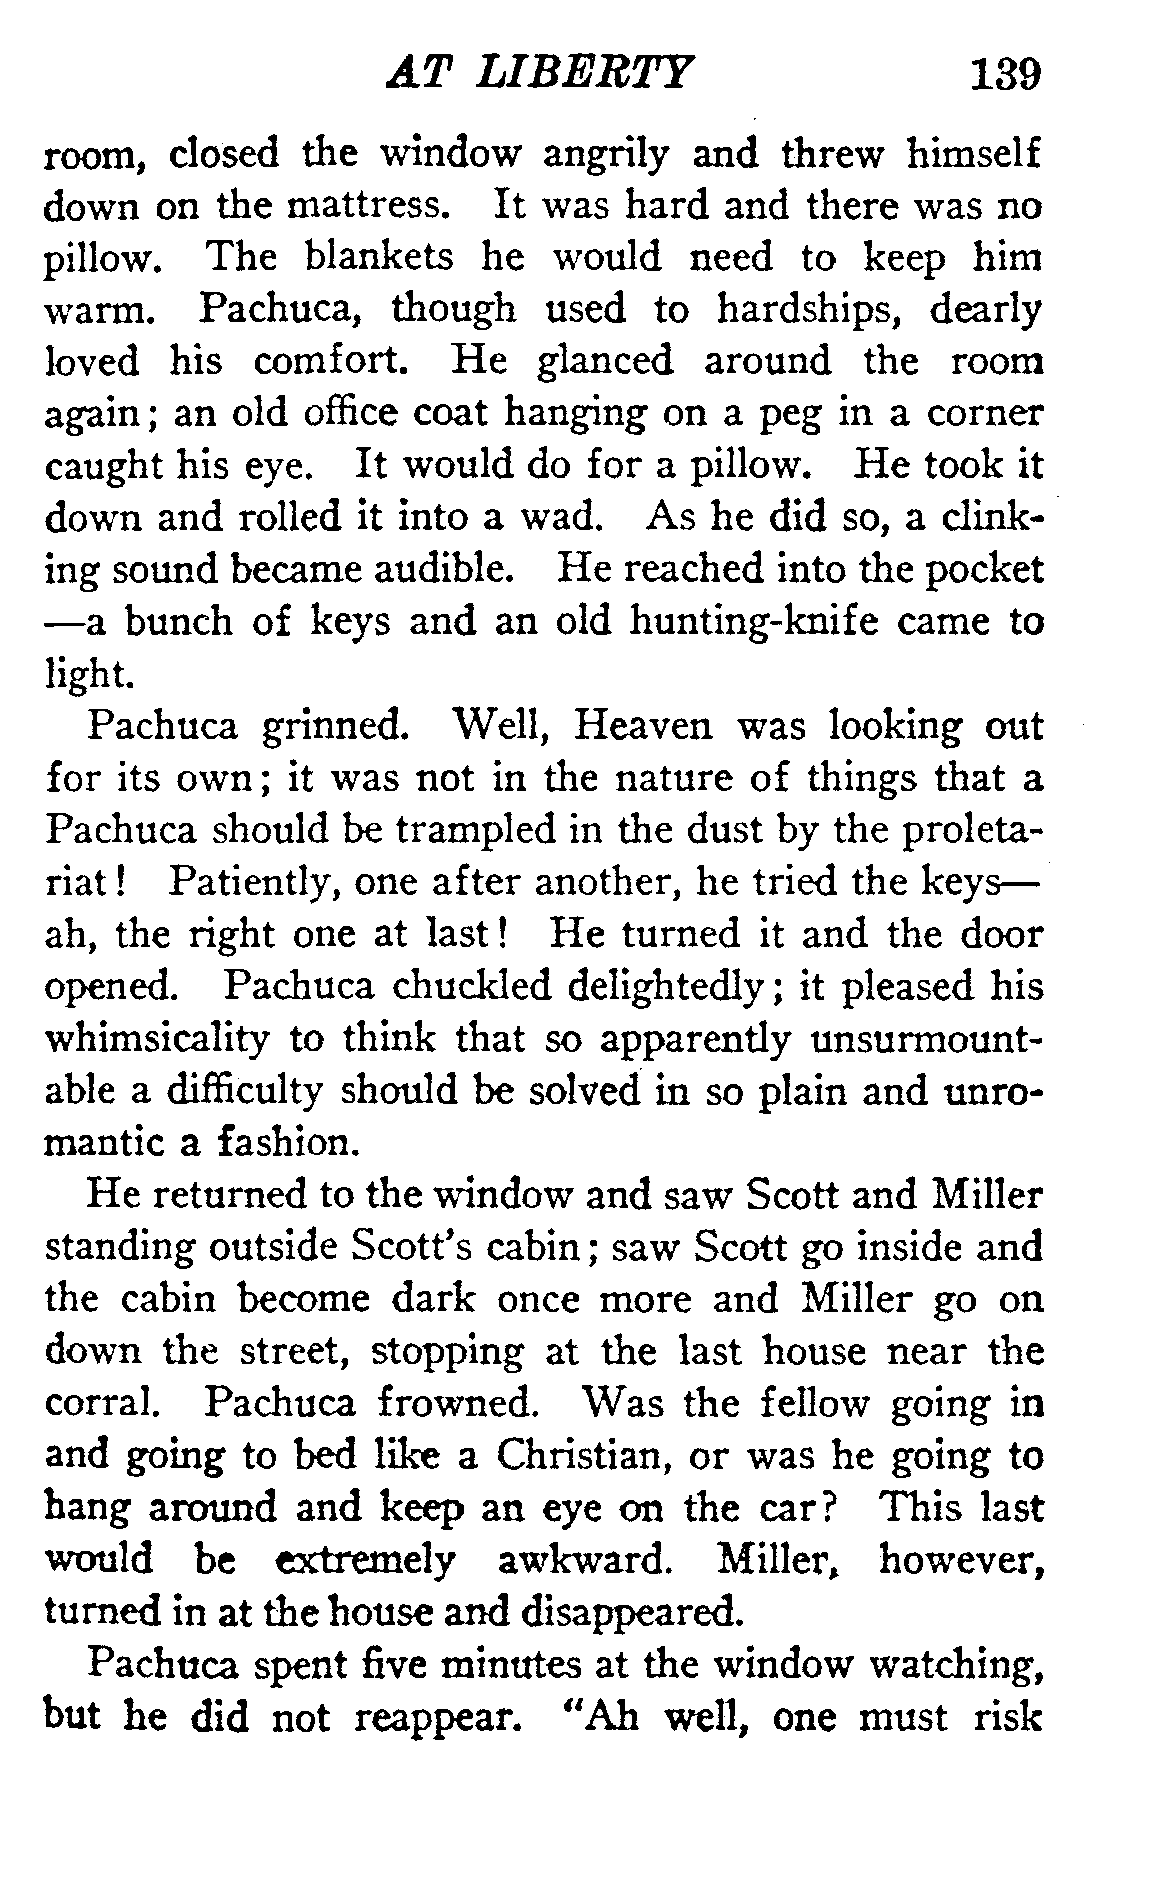 AT LIBERTY 139
room, closed the window angrily and threw himself
down on the mattress. It was hard and there was no
pillow. The blankets he would need to keep him
warm. Pachuca, though used to hardships, dearly
loved his comfort. He glanced around the room
again; an old office coat hanging on a peg in a corner
caught his eye. It would do for a pillow. He took it
down and rolled it into a wad. As he did so, a clink-
ing sound became audible. He reached into the pocket
—a bunch of keys and an old hunting-knife came to
light.
Pachuca grinned. Well, Heaven was looking out
for its own; it was not in the nature of things that a
Pachuca should be trampled in the dust by the proleta-
riat! Patiently, one after another, he tried the keys—
ah, the right one at last! He turned it and the door
opened. Pachuca chuckled delightedly; it pleased his
whimsicality to think that so apparently unsurmount-
able a difficulty should be solved in so plain and unro-
mantic a fashion.
He returned to the window and saw Scott and Miller
standing outside Scott's cabin; saw Scott go inside and
the cabin become dark once more and Miller go on
down the street, stopping at the last house near the
corral. Pachuca frowned. Was the fellow going in
and going to bed like a Christian, or was he going to
hang around and keep an eye on the car? This last
would be extremely awkward. Miller, however,
turned in at the house and disappeared.
Pachuca spent five minutes at the window watching,
but he did not reappear. "Ah well, one must risk